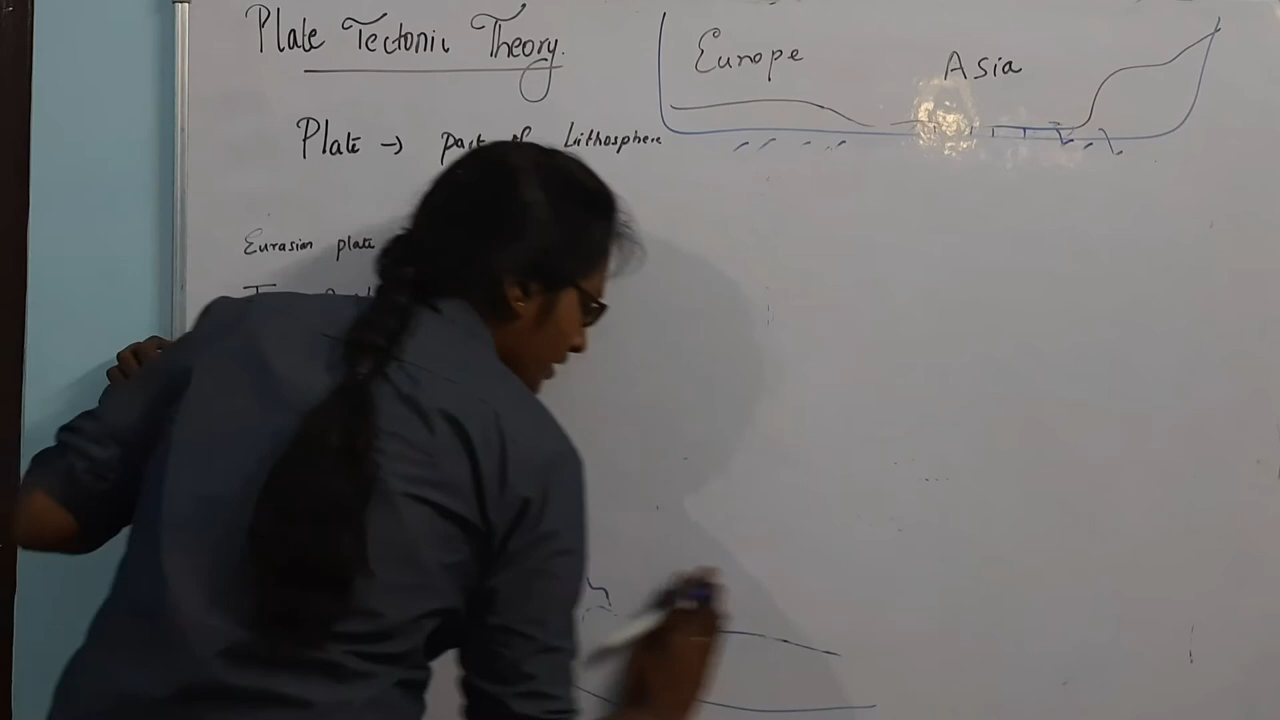 Plate Tectonic Theory.
Europe Asia
Plate → part of Lithosphere
Eurasian plate